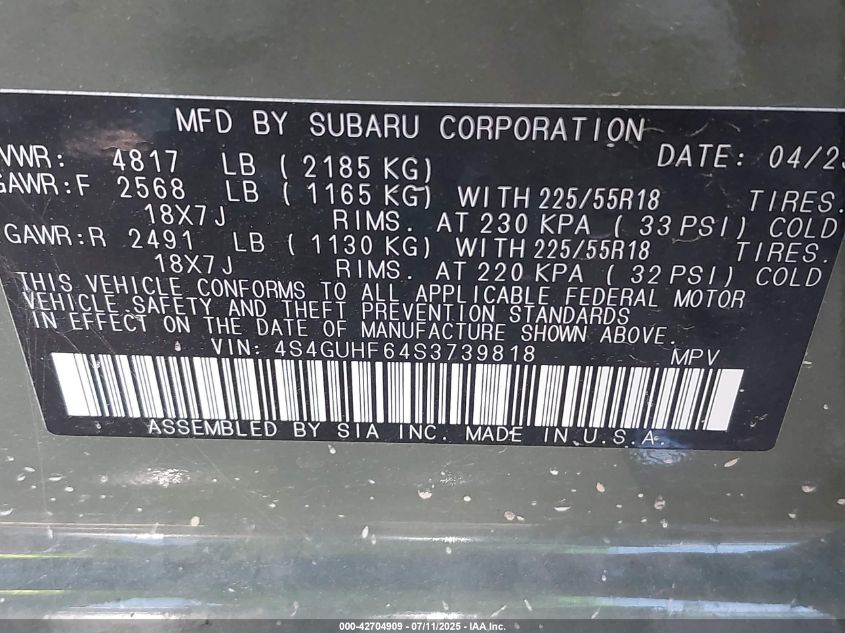 MFD BY SUBARU CORPORATION
VWR: 4817 LB ( 2185 KG) DATE: 04/25
GAWR:F 2568 LB ( 1165 KG) WITH 225/55R18 TIRES.
18X7J RIMS. AT 230 KPA ( 33 PSI) COLD
GAWR:R 2491 LB ( 1130 KG) WITH 225/55R18 TIRES.
18X7J RIMS. AT 220 KPA ( 32 PSI) COLD
THIS VEHICLE CONFORMS TO ALL APPLICABLE FEDERAL MOTOR
VEHICLE SAFETY AND THEFT PREVENTION STANDARDS
IN EFFECT ON THE DATE OF MANUFACTURE SHOWN ABOVE.
VIN: 4S4GUHF64S3739818 MPV
ASSEMBLED BY SIA INC. MADE IN U.S.A.
000-42704909 - 07/11/2025 - IAA Inc.